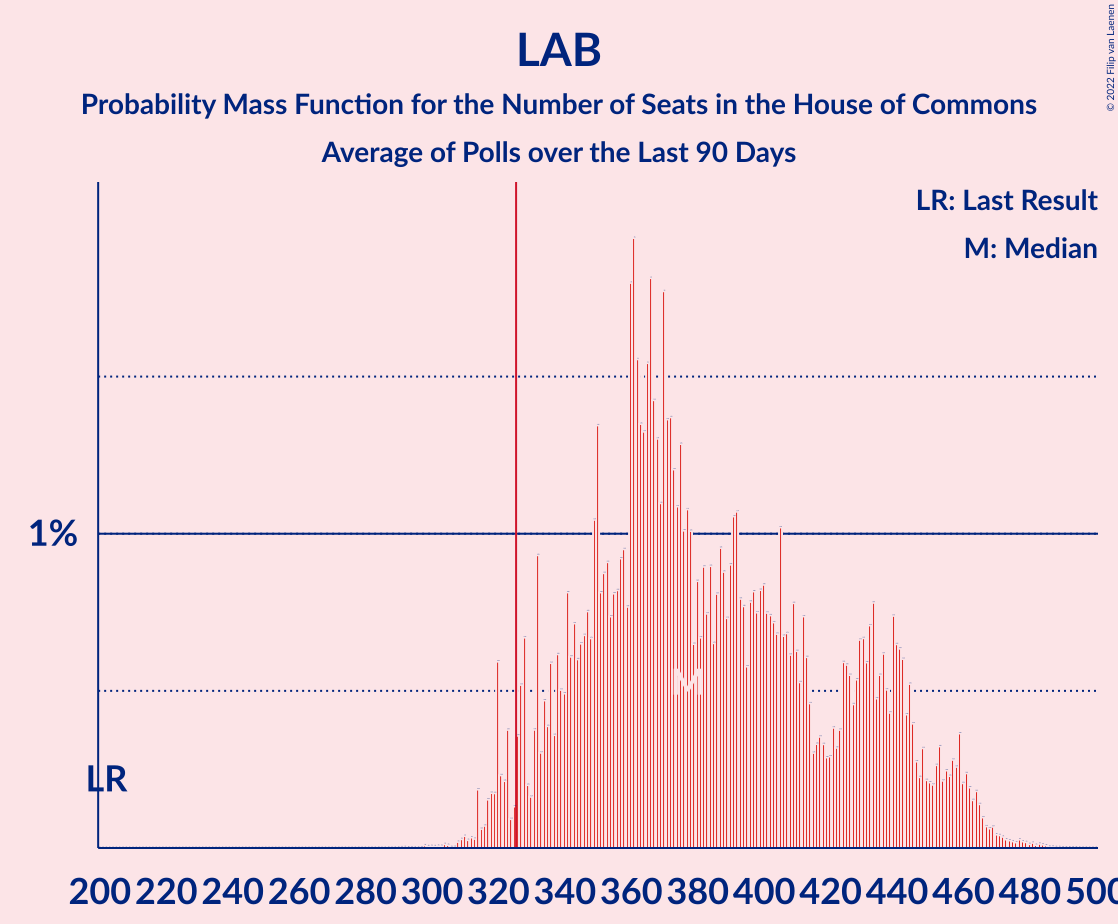 LAB
Probability Mass Function for the Number of Seats in the House of Commons
Average of Polls over the Last 90 Days
© 2022 Filip van Laenen
LR: Last Result
M: Median
1%
M
LR
200 220 240 260 280 300 320 340 360 380 400 420 440 460 480 500